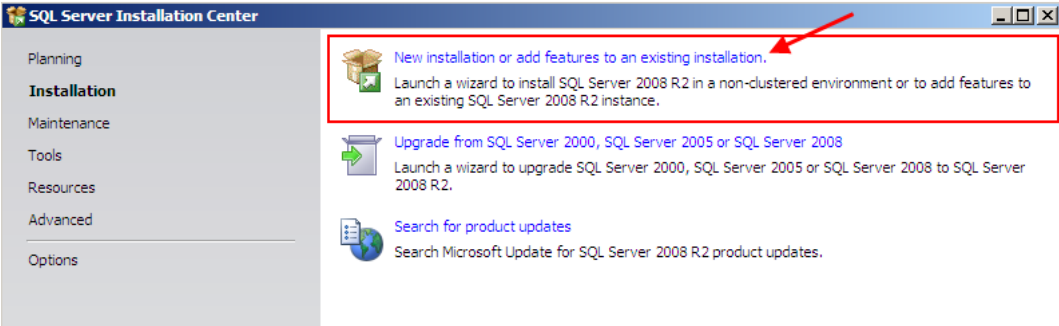 SQL Server Installation Center
Planning
Installation
Maintenance
Tools
Resources
Advanced
Options
New installation or add features to an existing installation.
Launch a wizard to install SQL Server 2008 R2 in a non-clustered environment or to add features to
an existing SQL Server 2008 R2 instance.
Upgrade from SQL Server 2000, SQL Server 2005 or SQL Server 2008
Launch a wizard to upgrade SQL Server 2000, SQL Server 2005 or SQL Server 2008 to SQL Server
2008 R2.
Search for product updates
Search Microsoft Update for SQL Server 2008 R2 product updates.